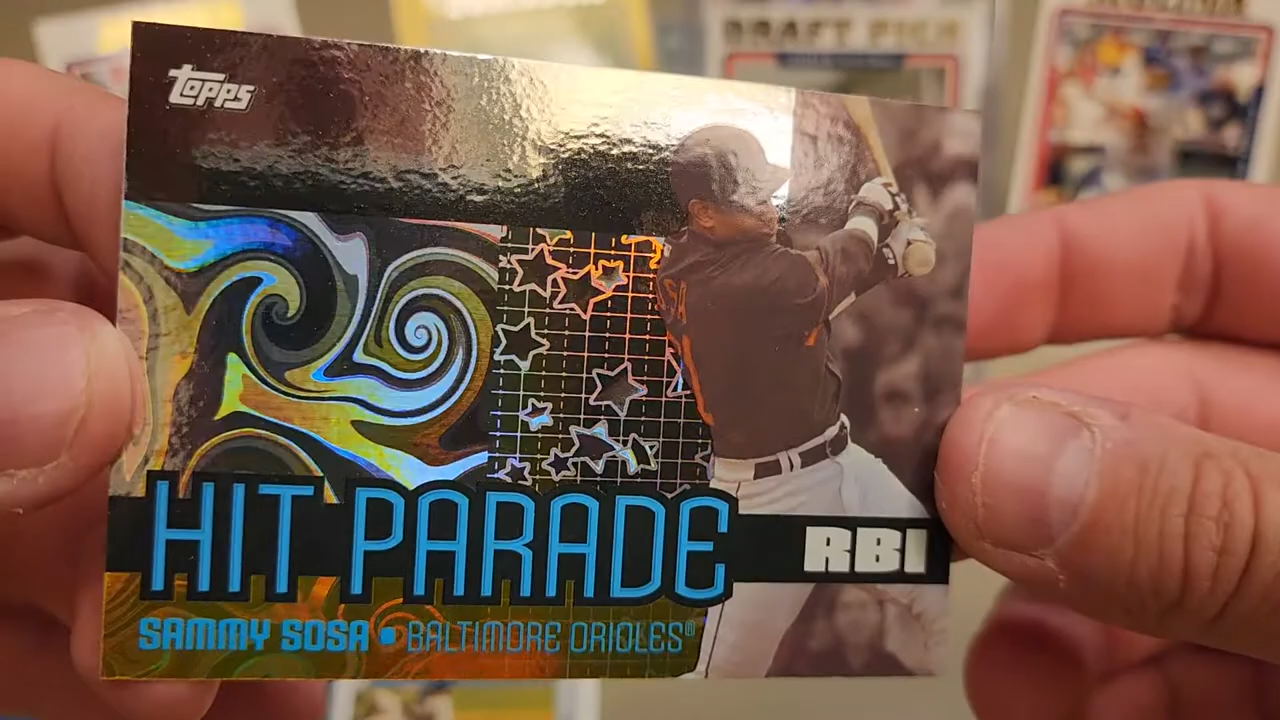 DRAFT PICK
Topps
HIT PARADE
RBI
SAMMY SOSA • BALTIMORE ORIOLES®